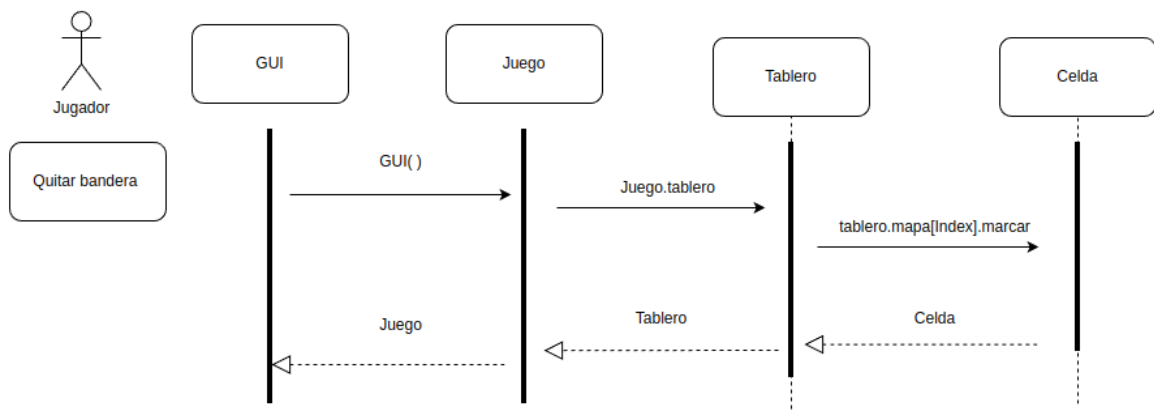 Jugador
GUI
Juego
Tablero
Celda
Quitar bandera
GUI( )
Juego.tablero
tablero.mapa[Index].marcar
Juego
Tablero
Celda